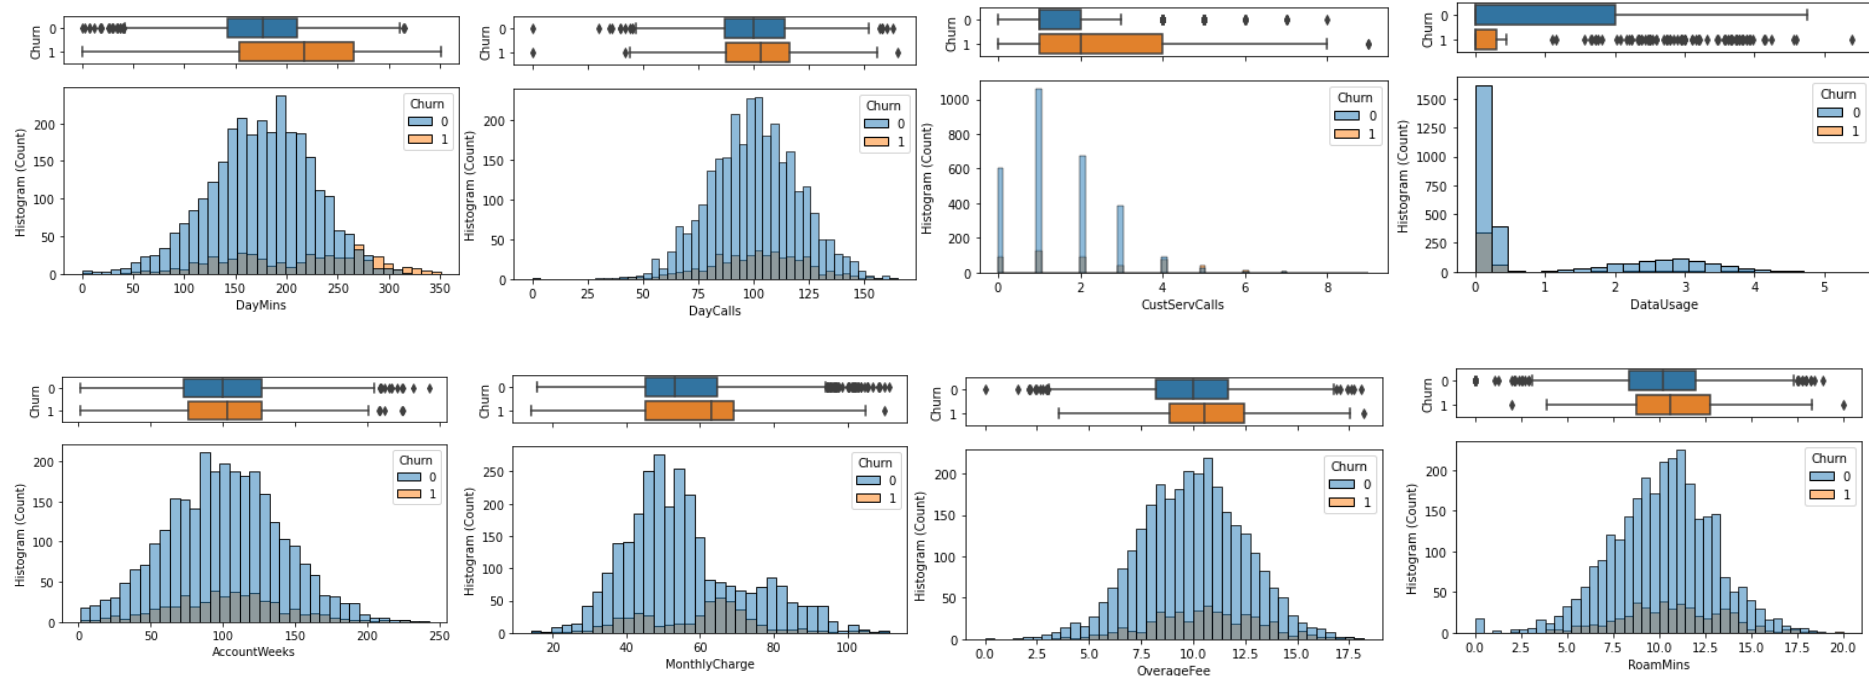 Churn
0
1
Churn
0
1
Churn
0
1
Churn
0
1
Histogram (Count)
200
150
100
50
0
Churn
0
1
0 50 100 150 200 250 300 350
DayMins
Histogram (Count)
200
150
100
50
0
Churn
0
1
0 25 50 75 100 125 150
DayCalls
Histogram (Count)
1000
800
600
400
200
0
Churn
0
1
0 2 4 6 8
CustServCalls
Histogram (Count)
1500
1250
1000
750
500
250
0
Churn
0
1
0 1 2 3 4 5
DataUsage
Churn
0
1
Churn
0
1
Churn
0
1
Churn
0
1
Histogram (Count)
200
150
100
50
0
Churn
0
1
0 50 100 150 200 250
AccountWeeks
Histogram (Count)
250
200
150
100
50
0
Churn
0
1
20 40 60 80 100
MonthlyCharge
Histogram (Count)
200
150
100
50
0
Churn
0
1
0.0 2.5 5.0 7.5 10.0 12.5 15.0 17.5
OverageFee
Histogram (Count)
200
150
100
50
0
Churn
0
1
0.0 2.5 5.0 7.5 10.0 12.5 15.0 17.5 20.0
RoamMins